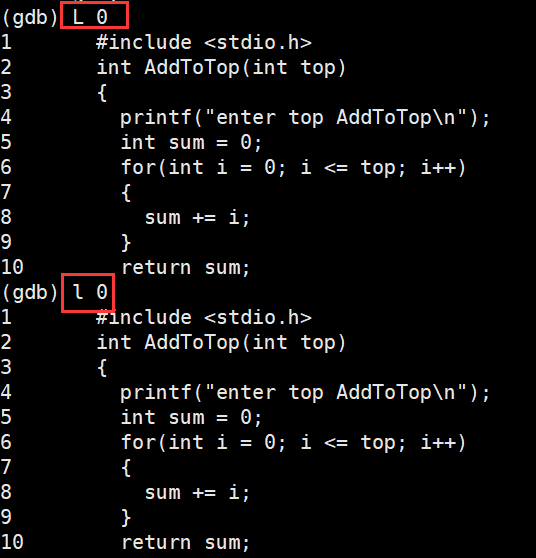 (gdb) L 0
1       #include <stdio.h>
2       int AddToTop(int top)
3       {
4         printf("enter top AddToTop\n");
5         int sum = 0;
6         for(int i = 0; i <= top; i++)
7         {
8           sum += i;
9         }
10        return sum;
(gdb) l 0
1       #include <stdio.h>
2       int AddToTop(int top)
3       {
4         printf("enter top AddToTop\n");
5         int sum = 0;
6         for(int i = 0; i <= top; i++)
7         {
8           sum += i;
9         }
10        return sum;